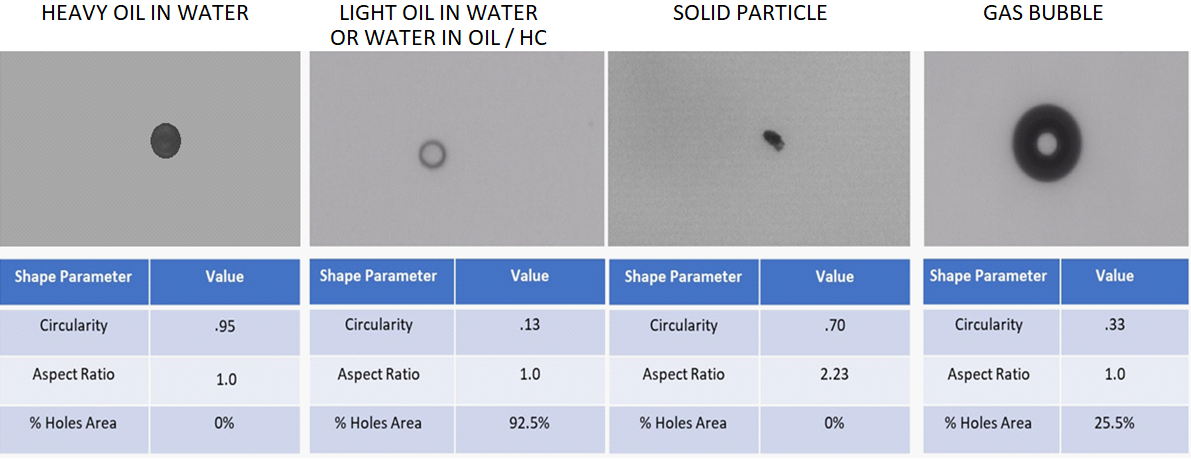 HEAVY OIL IN WATER
LIGHT OIL IN WATER
OR WATER IN OIL / HC
SOLID PARTICLE
GAS BUBBLE
Shape Parameter Value
Circularity .95
Aspect Ratio 1.0
% Holes Area 0%
Shape Parameter Value
Circularity .13
Aspect Ratio 1.0
% Holes Area 92.5%
Shape Parameter Value
Circularity .70
Aspect Ratio 2.23
% Holes Area 0%
Shape Parameter Value
Circularity .33
Aspect Ratio 1.0
% Holes Area 25.5%